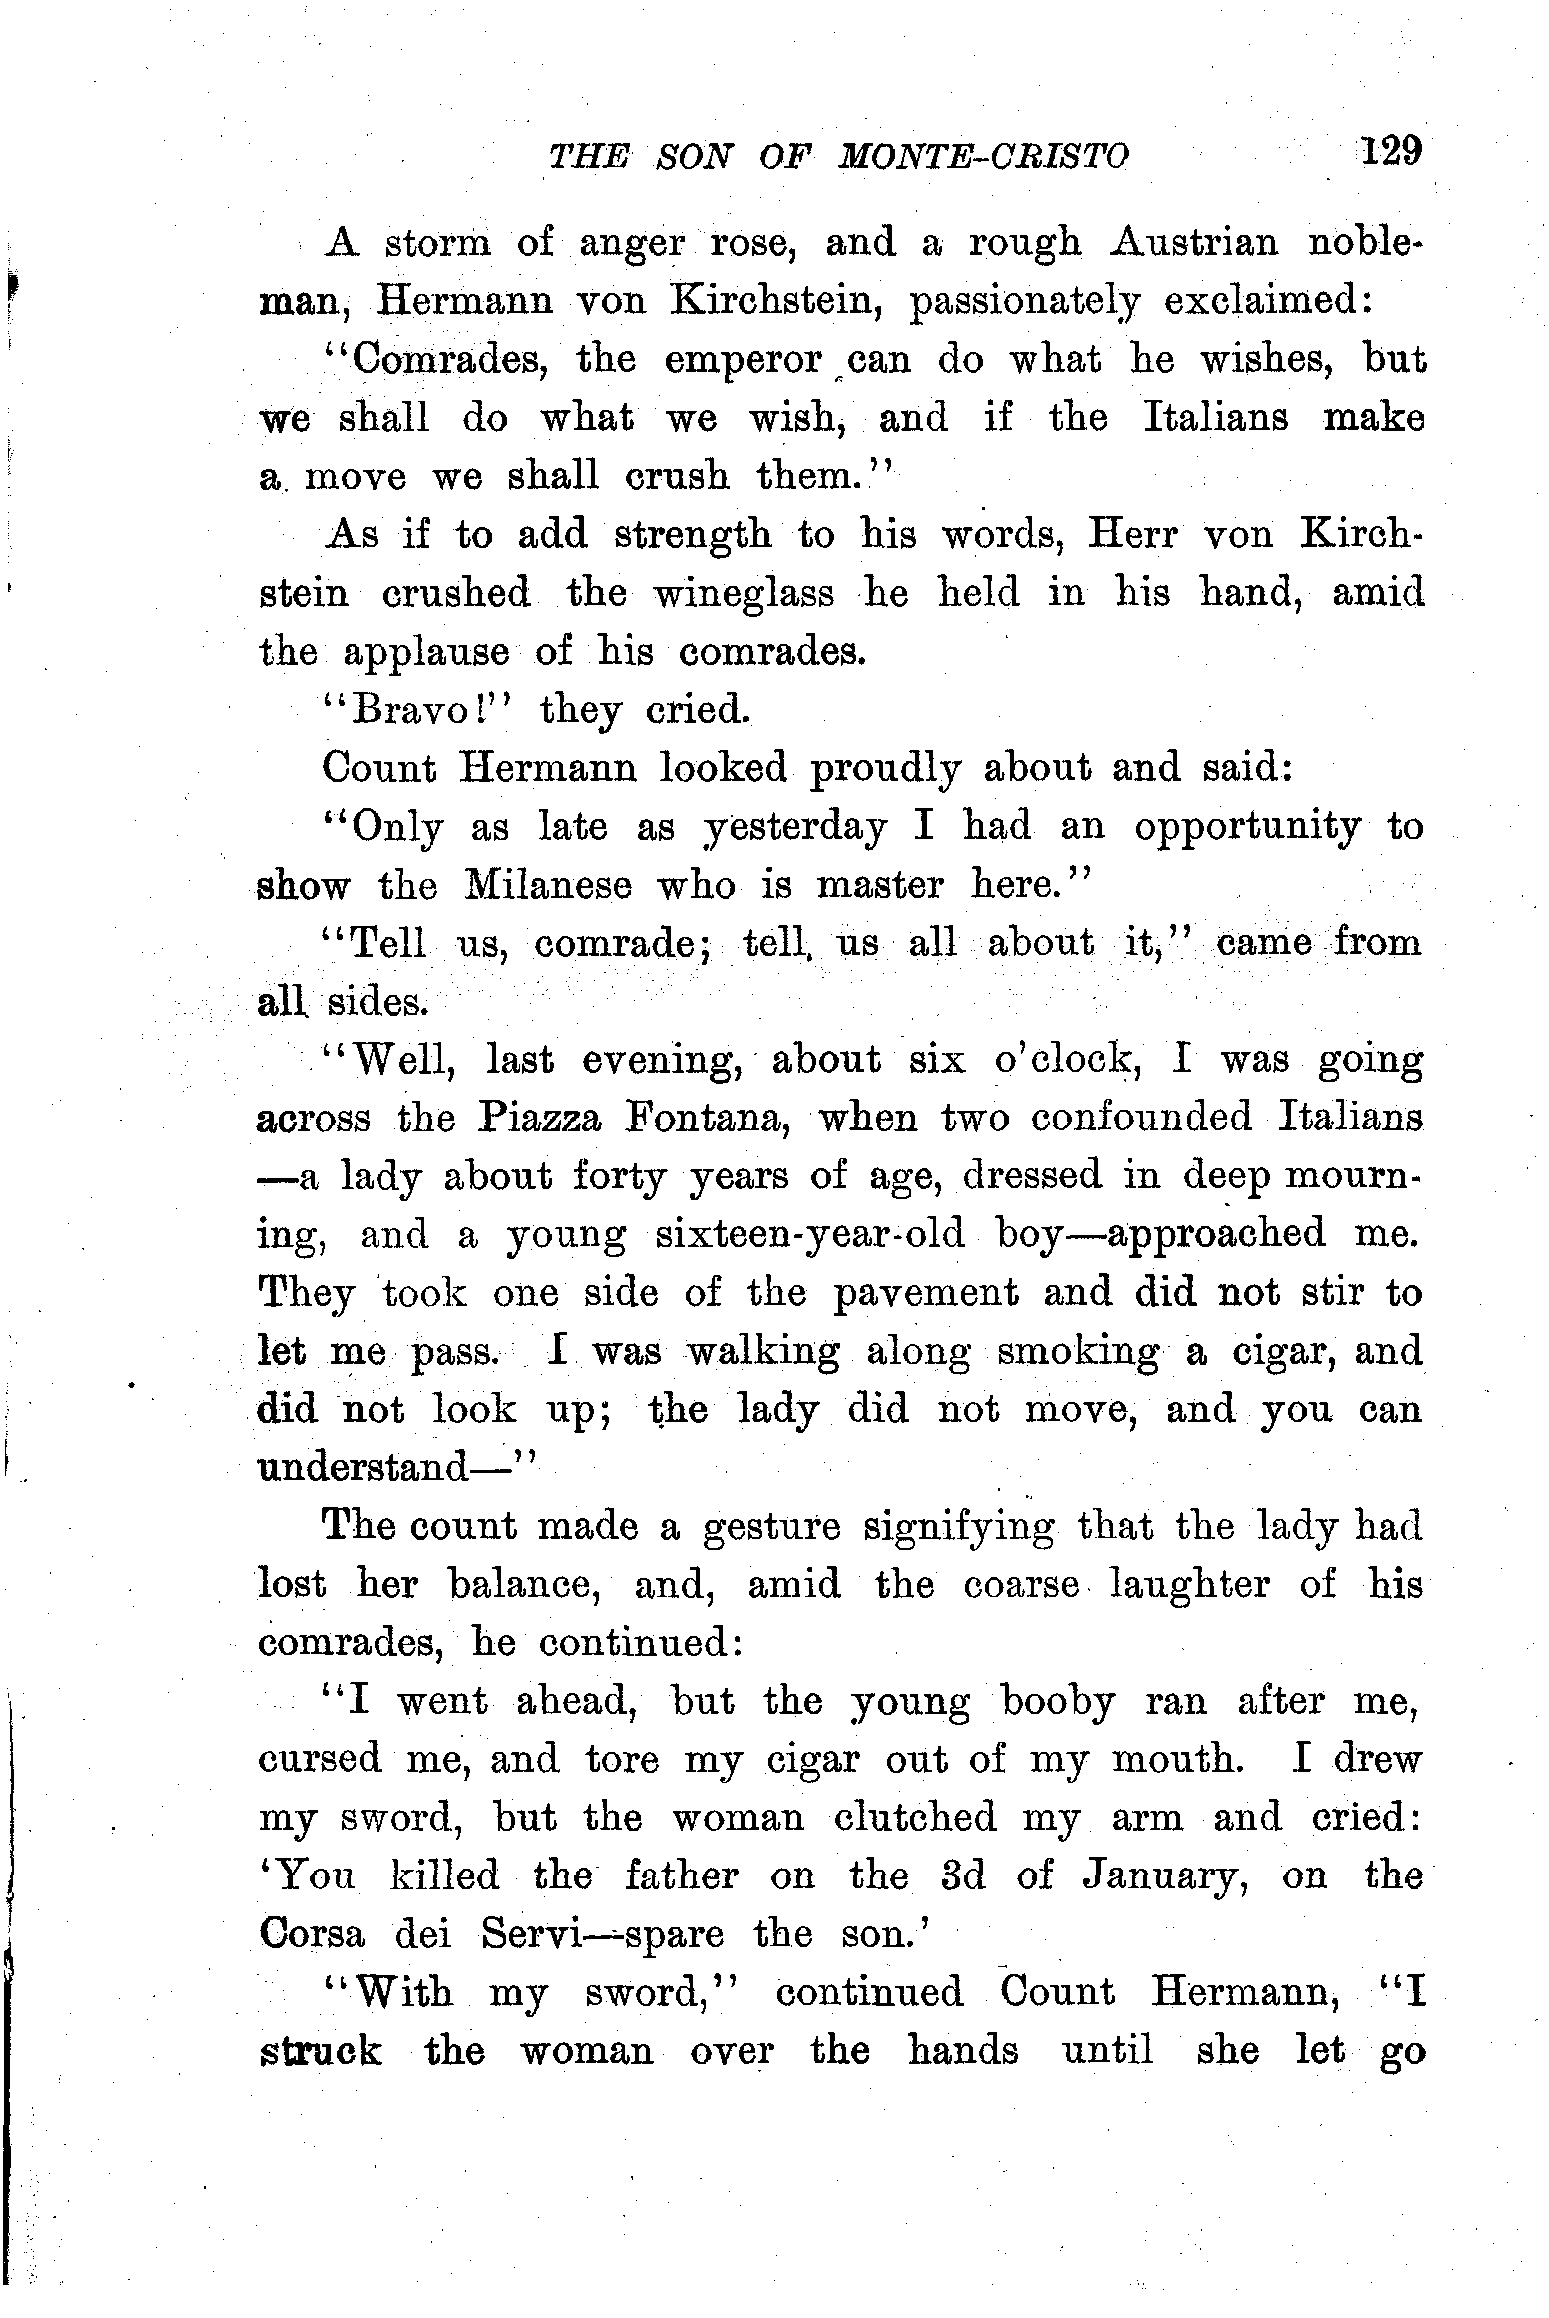 THE SON OF MONTE-CRISTO 129
A storm of anger rose, and a rough Austrian noble-
man, Hermann von Kirchstein, passionately exclaimed:
"Comrades, the emperor can do what he wishes, but
we shall do what we wish, and if the Italians make
a move we shall crush them."
As if to add strength to his words, Herr von Kirch-
stein crushed the wineglass he held in his hand, amid
the applause of his comrades.
"Bravo!" they cried.
Count Hermann looked proudly about and said:
"Only as late as yesterday I had an opportunity to
show the Milanese who is master here."
"Tell us, comrade; tell us all about it," came from
all sides.
"Well, last evening, about six o'clock, I was going
across the Piazza Fontana, when two confounded Italians
—a lady about forty years of age, dressed in deep mourn-
ing, and a young sixteen-year-old boy—approached me.
They took one side of the pavement and did not stir to
let me pass. I was walking along smoking a cigar, and
did not look up; the lady did not move, and you can
understand—"
The count made a gesture signifying that the lady had
lost her balance, and, amid the coarse laughter of his
comrades, he continued:
"I went ahead, but the young booby ran after me,
cursed me, and tore my cigar out of my mouth. I drew
my sword, but the woman clutched my arm and cried:
'You killed the father on the 3d of January, on the
Corsa dei Servi—spare the son.'
"With my sword," continued Count Hermann, "I
struck the woman over the hands until she let go